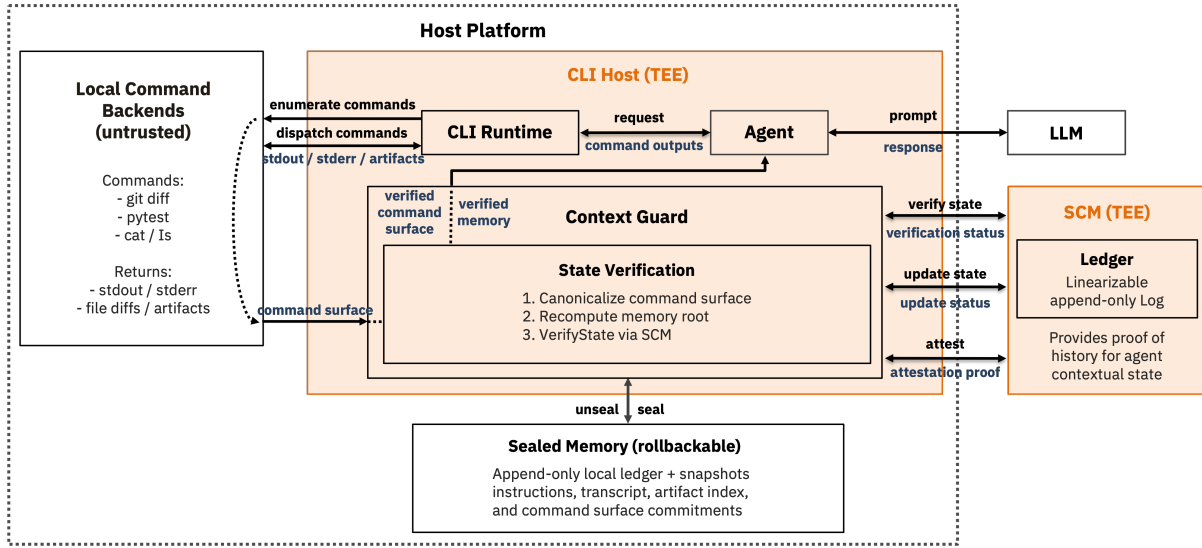 Host Platform
Local Command
Backends
(untrusted)
Commands:
- git diff
- pytest
- cat / ls
Returns:
- stdout / stderr
- file diffs / artifacts
enumerate commands
dispatch commands
stdout / stderr / artifacts
command surface
CLI Host (TEE)
CLI Runtime
request
command outputs
Agent
prompt
response
LLM
verified
command
surface
verified
memory
Context Guard
State Verification
1. Canonicalize command surface
2. Recompute memory root
3. VerifyState via SCM
verify state
verification status
update state
update status
attest
attestation proof
SCM (TEE)
Ledger
Linearizable
append-only Log
Provides proof of
history for agent
contextual state
unseal seal
Sealed Memory (rollbackable)
Append-only local ledger + snapshots
instructions, transcript, artifact index,
and command surface commitments